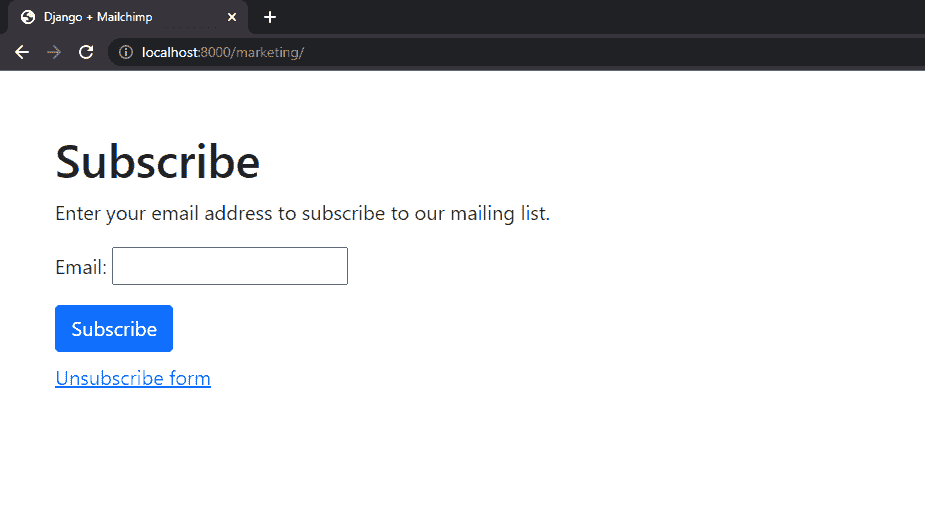 Django + Mailchimp
localhost:8000/marketing/
Subscribe
Enter your email address to subscribe to our mailing list.
Email:
Subscribe
Unsubscribe form